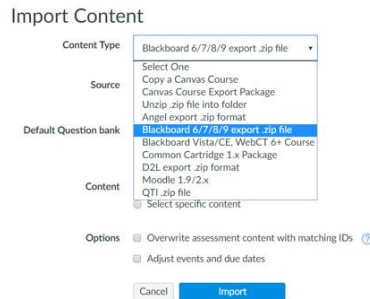 Import Content
Content Type
Blackboard 6/7/8/9 export .zip file
Select One
Copy a Canvas Course
Source
Canvas Course Export Package
Unzip .zip file into folder
Angel export .zip format
Default Question bank
Blackboard 6/7/8/9 export .zip file
Blackboard Vista/CE, WebCT 6+ Course
Common Cartridge 1.x Package
D2L export .zip format
Content
Moodle 1.9/2.x
QTI .zip file
Select specific content
Options
Overwrite assessment content with matching IDs
Adjust events and due dates
Cancel
Import